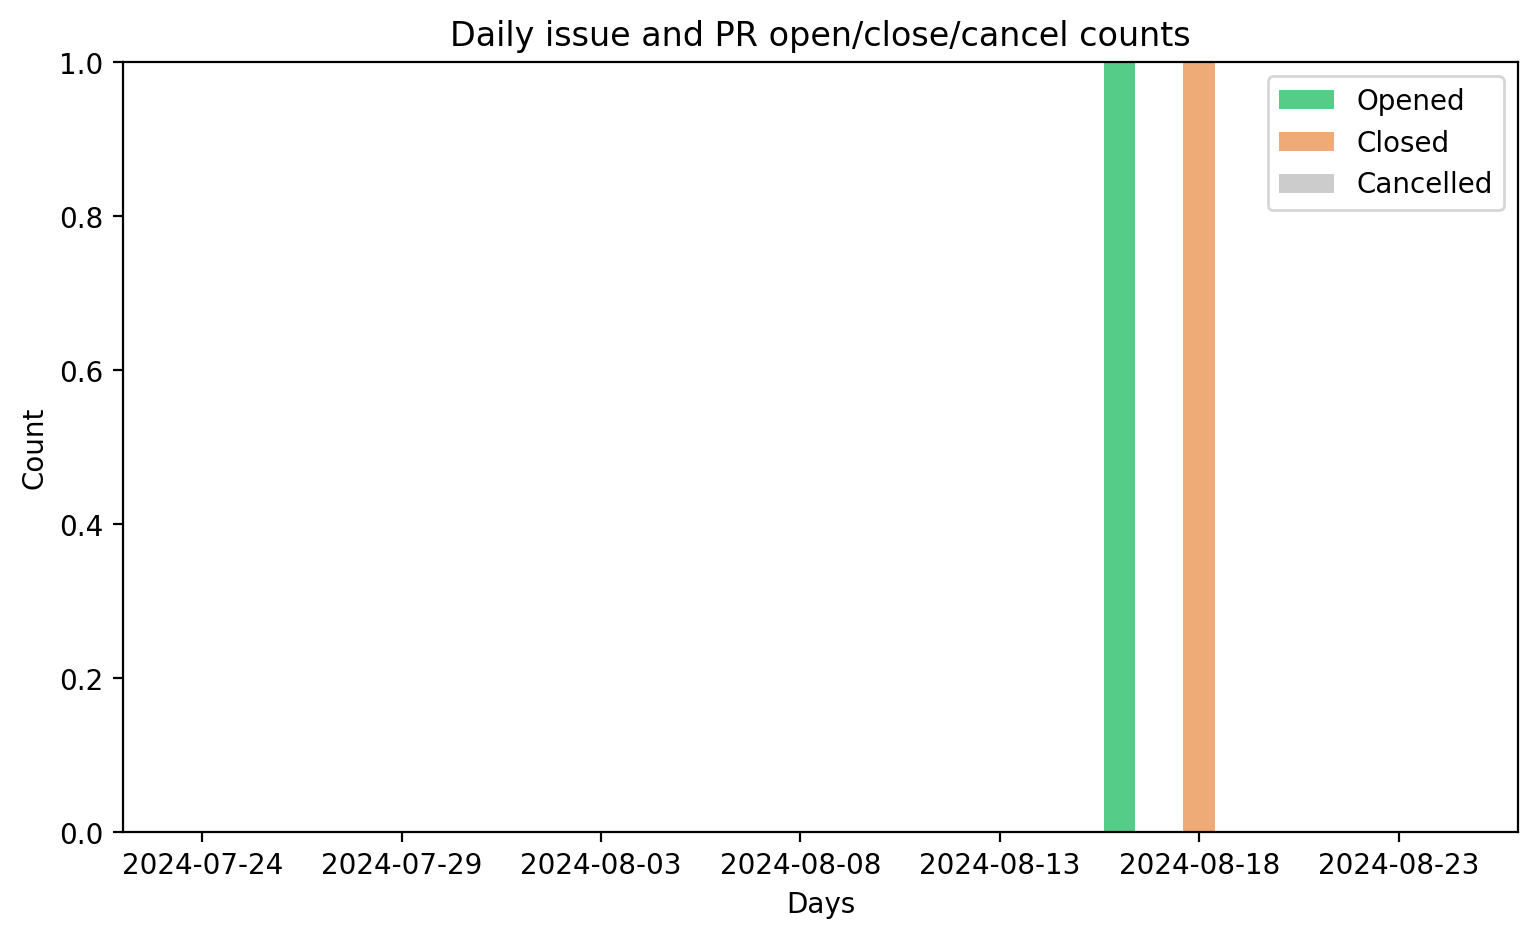 Daily issue and PR open/close/cancel counts
1.0
0.8
0.6
0.4
0.2
0.0
Count
Opened
Closed
Cancelled
2024-07-24 2024-07-29 2024-08-03 2024-08-08 2024-08-13 2024-08-18 2024-08-23
Days